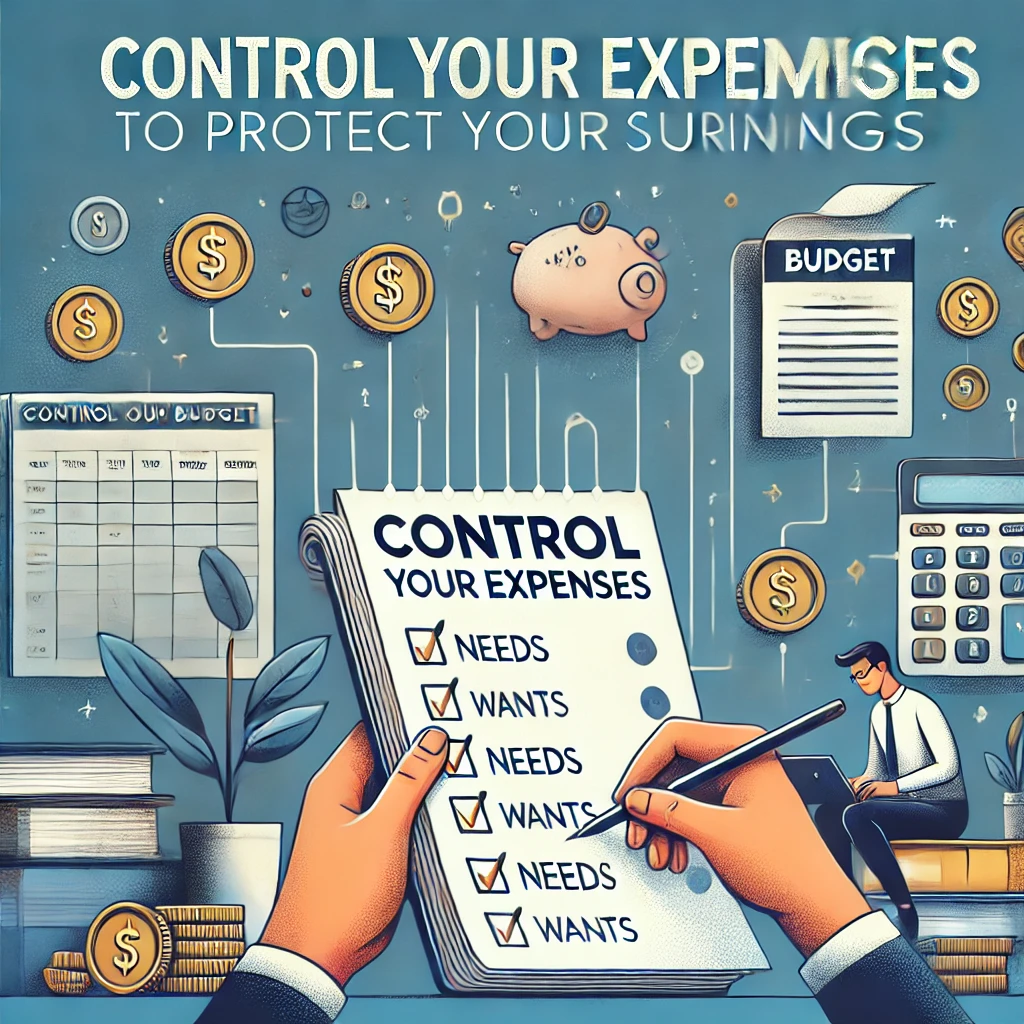 CONTROL YOUR EXPEMISES
TO PROTECT YOUR SURINNINGS
BUDGET
CONTROL OUR BUDGET
CONTROL
YOUR EXPENSES
NEEDS
WANTS
NEEDS
WANTS
NEEDS
WANTS